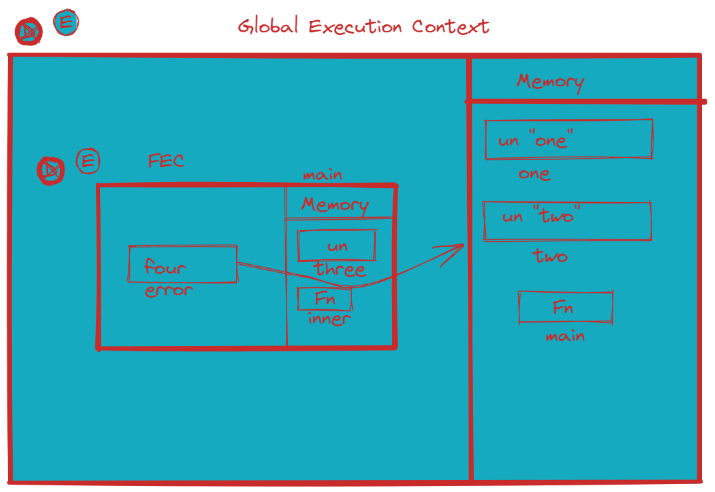 D E Global Execution Context
Memory
un "one"
one
D E FEC
main
Memory
un "two"
two
un
three
four
error
Fn
inner
Fn
main